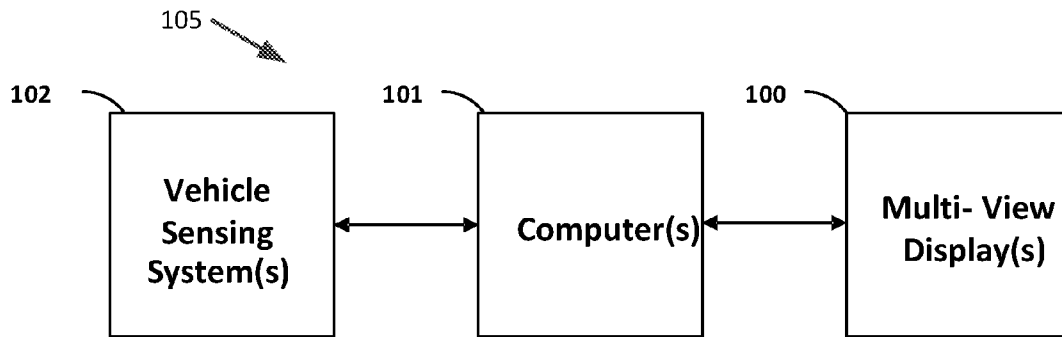 105
102
101
100
Vehicle
Sensing
System(s)
Computer(s)
Multi- View
Display(s)